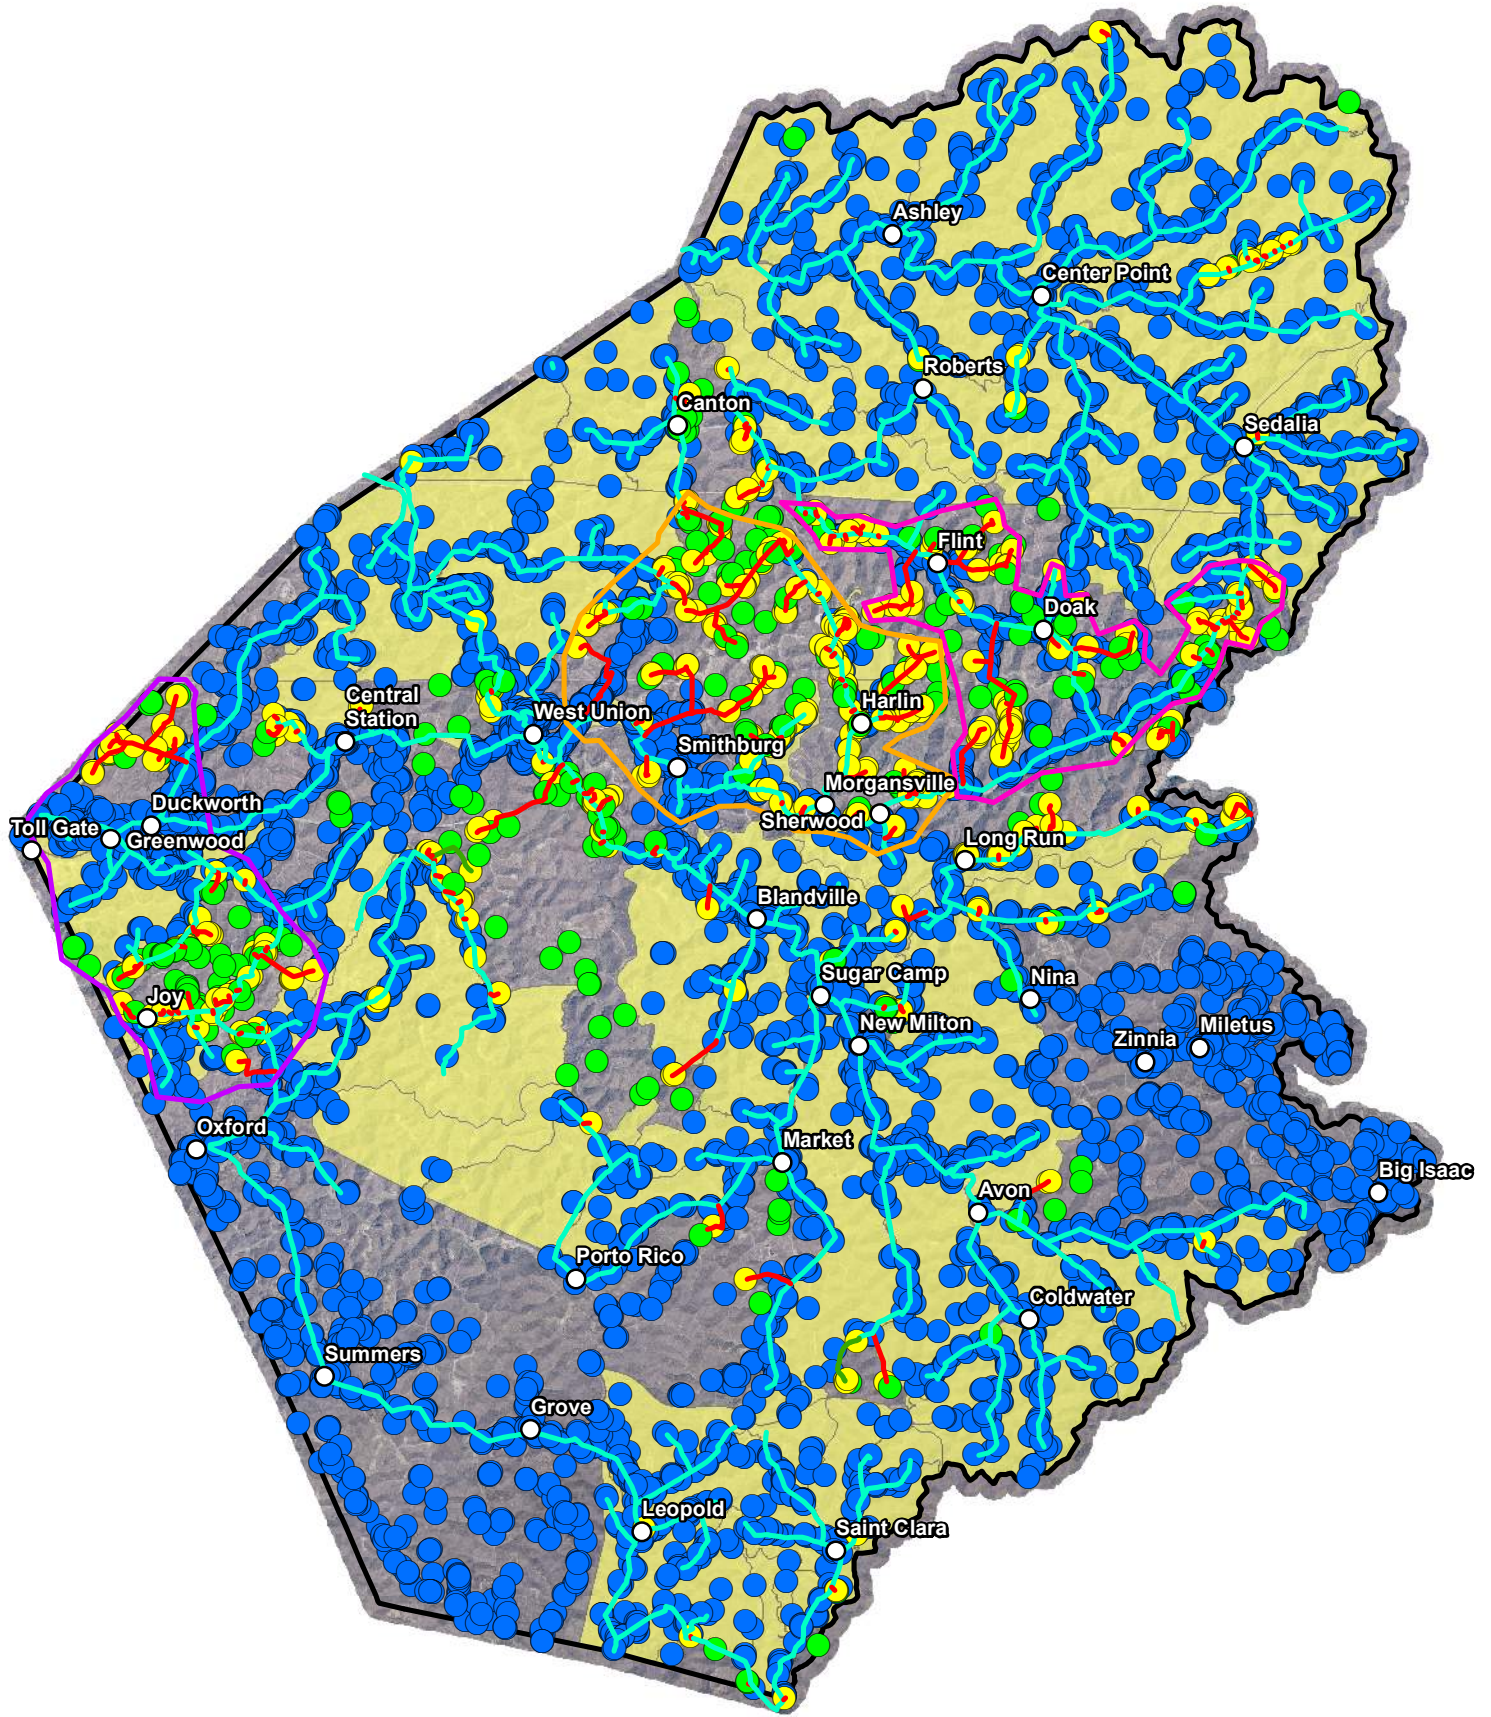 Ashley
Center Point
Roberts
Canton
Sedalia
Flint
Doak
Central
Station
West Union
Harlin
Smithburg
Morgansville
Duckworth
Toll Gate
Greenwood
Sherwood
Long Run
Blandville
Sugar Camp
Nina
Joy
New Milton
Zinnia
Miletus
Oxford
Market
Big Isaac
Avon
Porto Rico
Coldwater
Summers
Grove
Leopold
Saint Clara